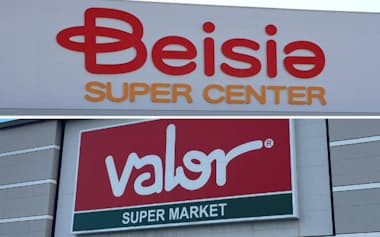 Beisia
SUPER CENTER
valor®
SUPER MARKET